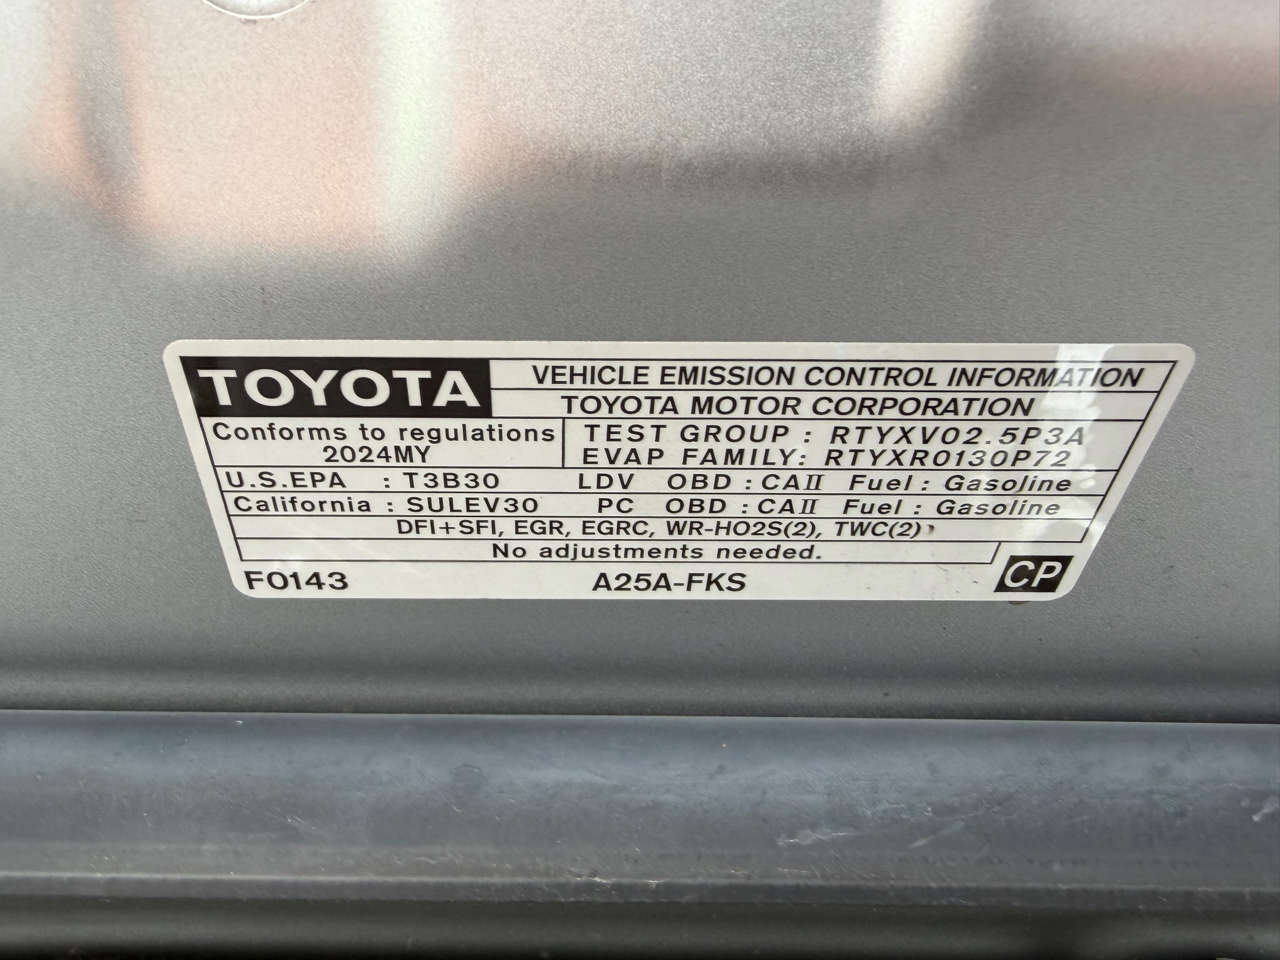 TOYOTA
VEHICLE EMISSION CONTROL INFORMATION
TOYOTA MOTOR CORPORATION
Conforms to regulations
2024MY
TEST GROUP : RTYXV02.5P3A
EVAP FAMILY: RTYXR0130P72
U.S.EPA : T3B30 LDV OBD : CAII Fuel : Gasoline
California : SULEV30 PC OBD : CAII Fuel : Gasoline
DFI+SFI, EGR, EGRC, WR-HO2S(2), TWC(2)
No adjustments needed.
F0143 A25A-FKS CP